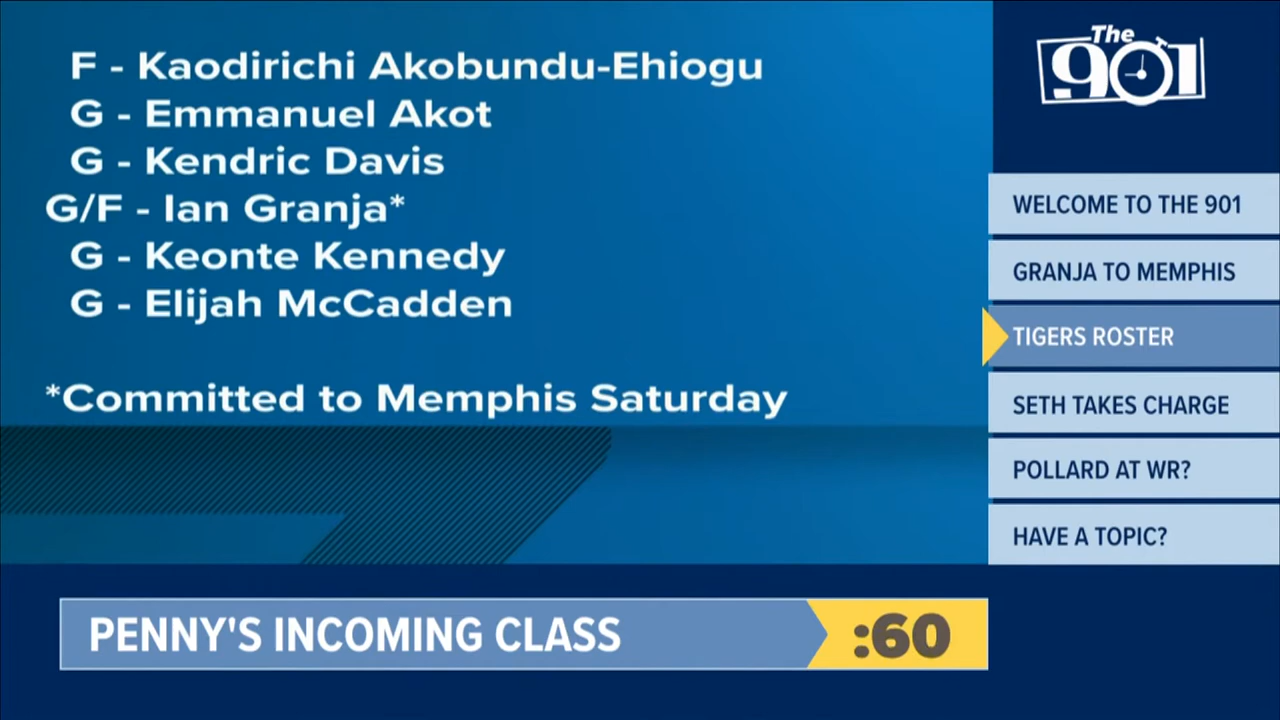 F - Kaodirichi Akobundu-Ehiogu
G - Emmanuel Akot
G - Kendric Davis
G/F - Ian Granja*
G - Keonte Kennedy
G - Elijah McCadden
*Committed to Memphis Saturday
The
901
WELCOME TO THE 901
GRANJA TO MEMPHIS
TIGERS ROSTER
SETH TAKES CHARGE
POLLARD AT WR?
HAVE A TOPIC?
PENNY'S INCOMING CLASS
:60